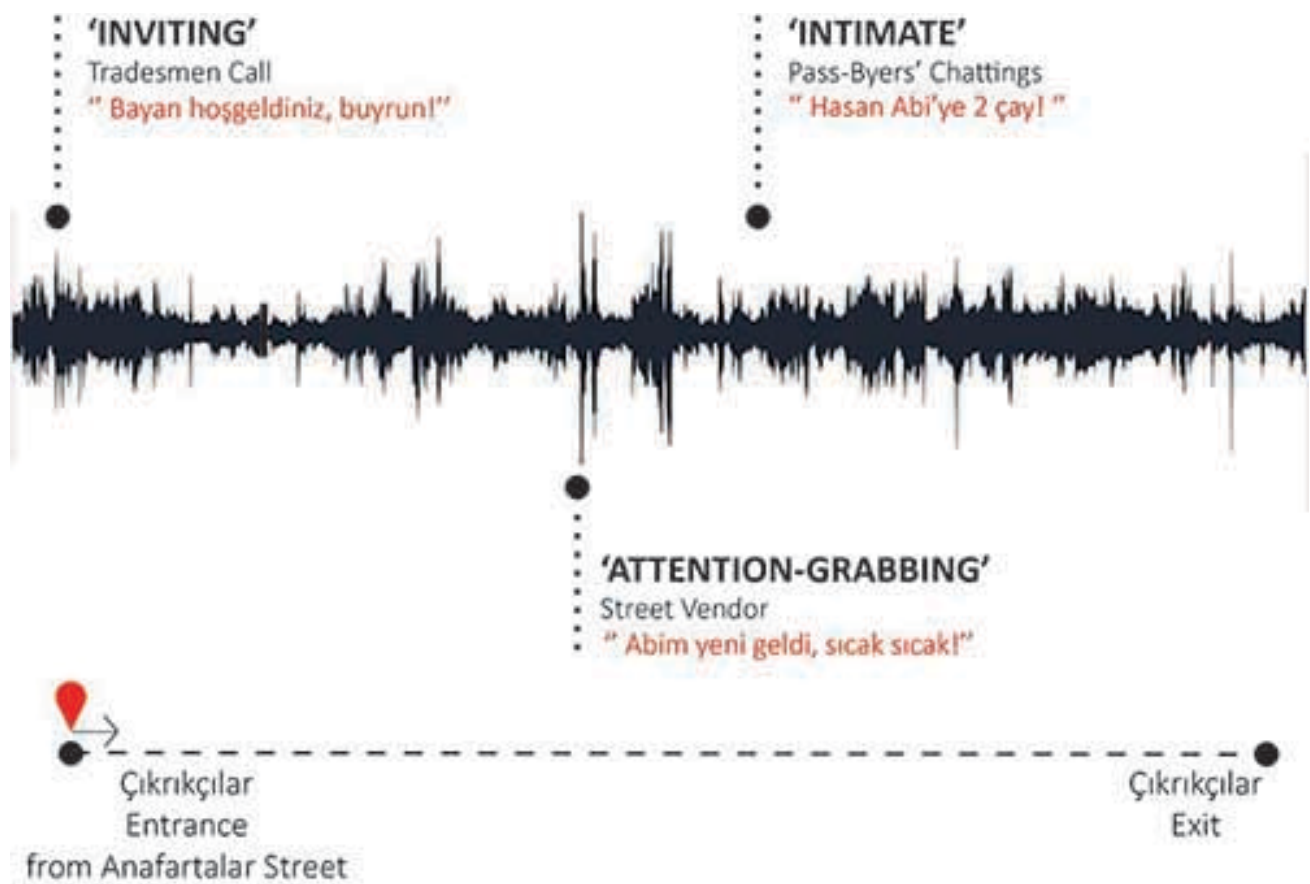 ‘INVITING’
Tradesmen Call
“ Bayan hoşgeldiniz, buyrun!”
‘INTIMATE’
Pass-Byers’ Chattings
“ Hasan Abi’ye 2 çay! ”
‘ATTENTION-GRABBING’
Street Vendor
“ Abim yeni geldi, sıcak sıcak!”
Çıkrıkçılar
Entrance
from Anafartalar Street
Çıkrıkçılar
Exit